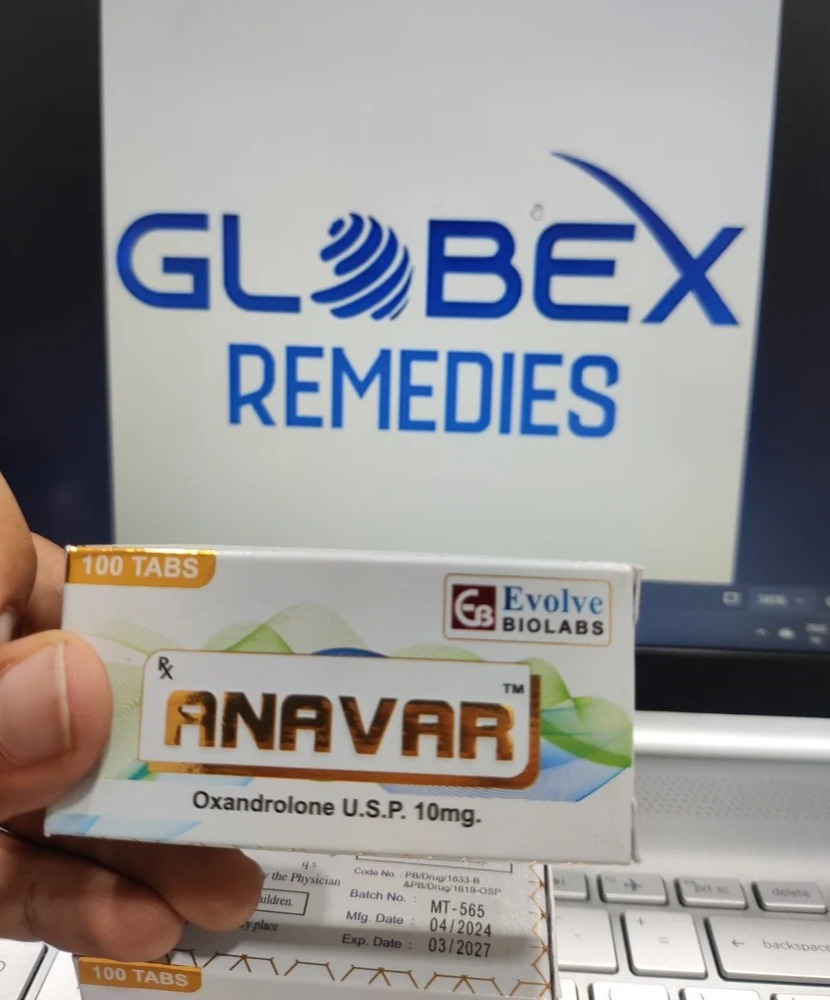 GLOBEX
REMEDIES
100 TABS
EB Evolve
BIOLABS
Rx
ANAVAR™
Oxandrolone U.S.P. 10mg.
q.s
the Physician
place
Code No. : PB/Drug/1633-B
&PB/Drug/1619-OSP
Batch No. : MT-565
Mfg. Date : 04/2024
Exp. Date : 03/2027
100 TABS
prt sc
delete
+
=
← backspace